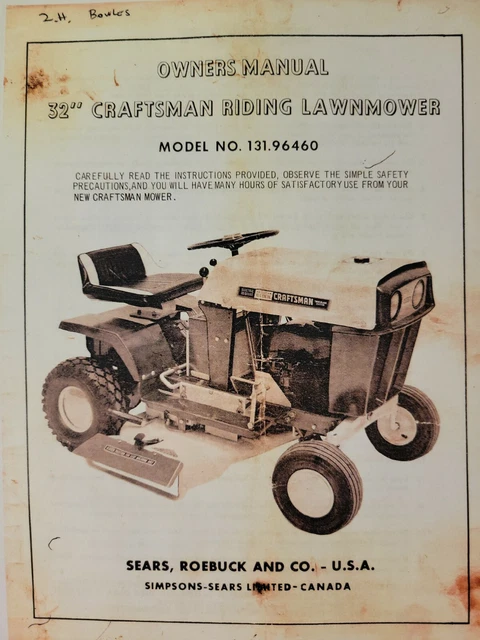 Z.H. Bowles
OWNERS MANUAL
32" CRAFTSMAN RIDING LAWNMOWER
MODEL NO. 131.96460
CAREFULLY READ THE INSTRUCTIONS PROVIDED, OBSERVE THE SIMPLE SAFETY
PRECAUTIONS, AND YOU WILL HAVE MANY HOURS OF SATISFACTORY USE FROM YOUR
NEW CRAFTSMAN MOWER.
CRAFTSMAN
SEARS, ROEBUCK AND CO. - U.S.A.
SIMPSONS-SEARS LIMITED-CANADA